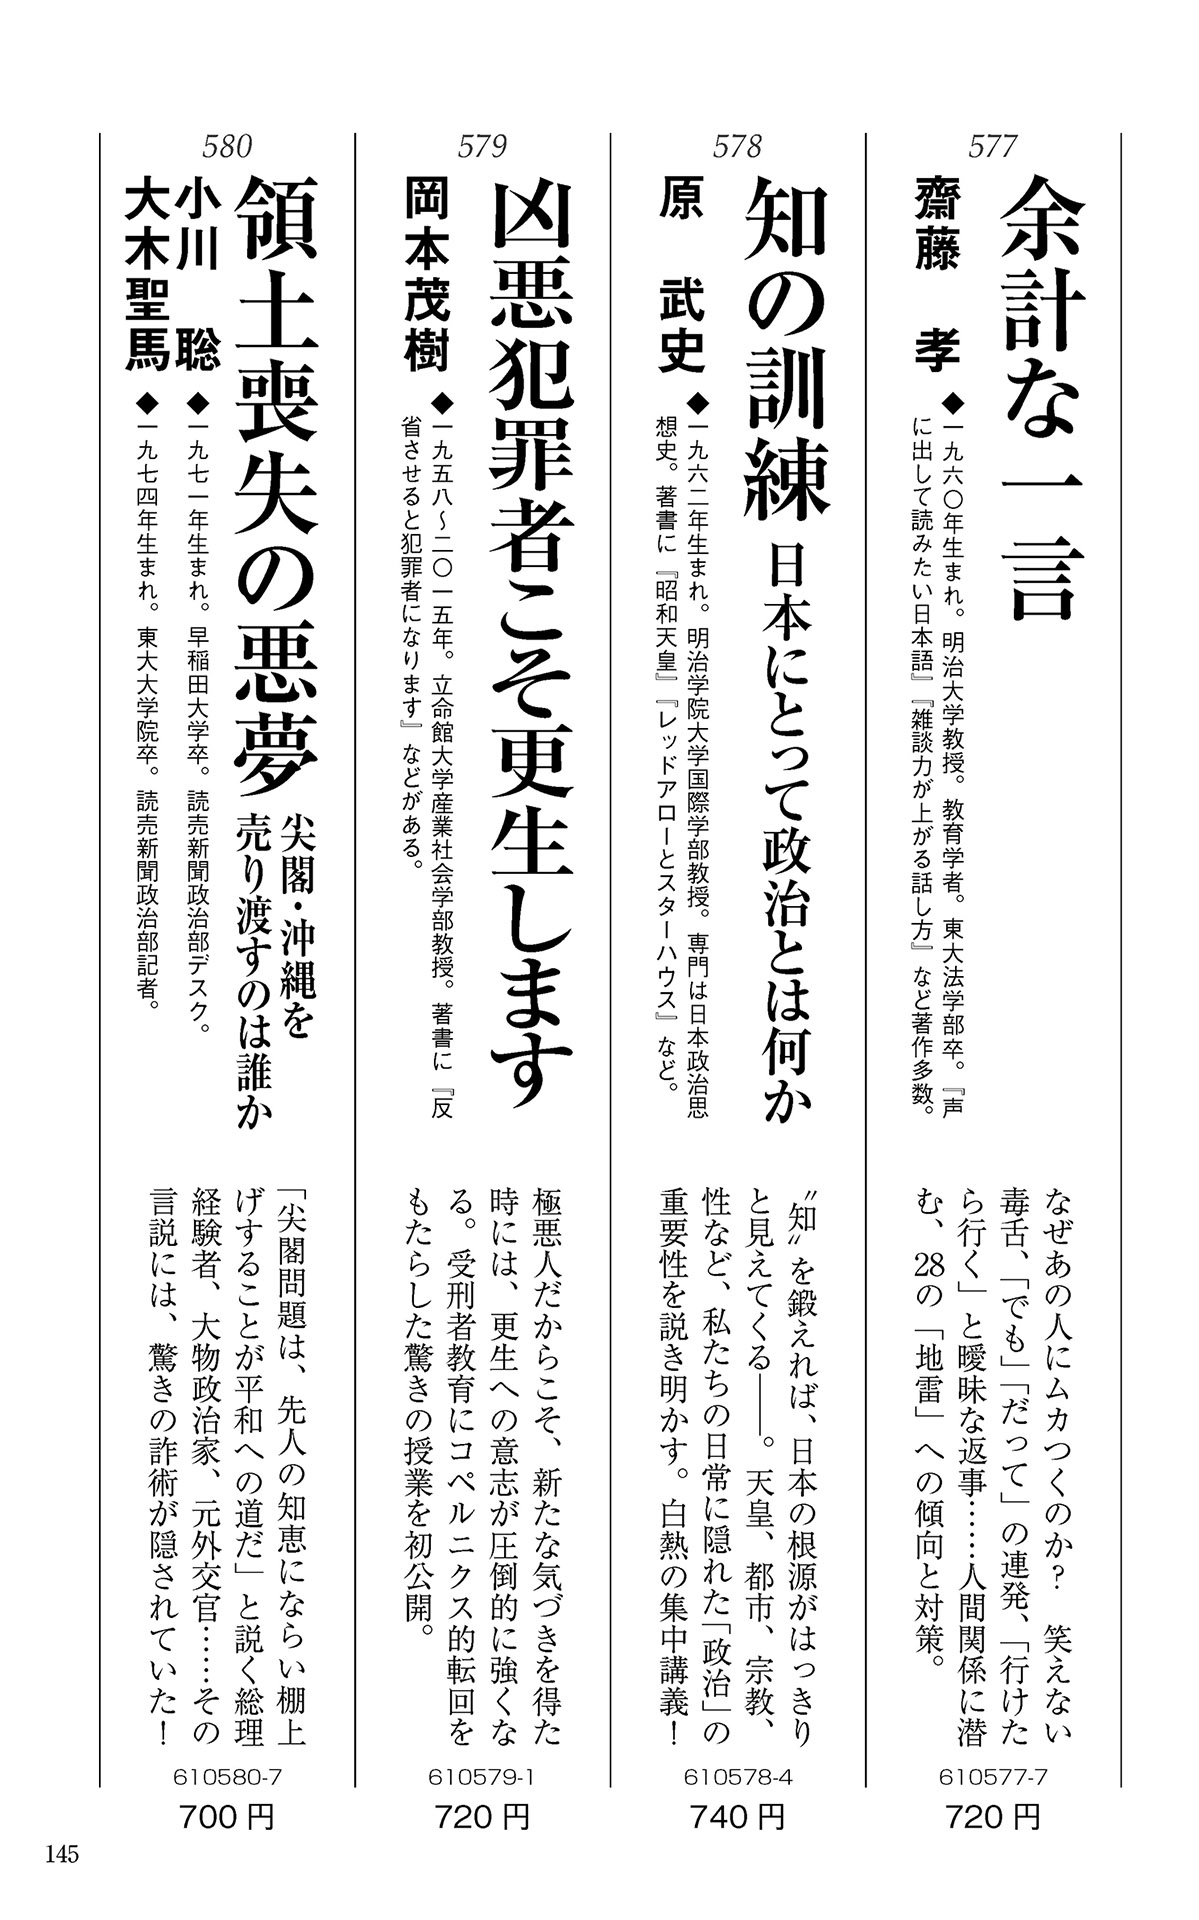 577
余計な一言
齋藤 孝
◆一九六〇年生まれ。明治大学教授。教育学者。東大法学部卒。『声
に出して読みたい日本語』『雑談力が上がる話し方』など著作多数。
なぜあの人にムカつくのか? 笑えない
毒舌、「でも」「だって」の連発、「行けた
ら行く」と曖昧な返事……人間関係に潜
む、28の「地雷」への傾向と対策。
610577-7
720円
578
知の訓練 日本にとって政治とは何か
原 武史
◆一九六二年生まれ。明治学院大学国際学部教授。専門は日本政治思
想史。著書に『昭和天皇』『レッドアローとスターハウス』など。
〝知〟を鍛えれば、日本の根源がはっきり
と見えてくる――。天皇、都市、宗教、
性など、私たちの日常に隠れた「政治」の
重要性を説き明かす。白熱の集中講義!
610578-4
740円
579
凶悪犯罪者こそ更生します
岡本茂樹
◆一九五八〜二〇一五年。立命館大学産業社会学部教授。著書に『反
省させると犯罪者になります』などがある。
極悪人だからこそ、新たな気づきを得た
時には、更生への意志が圧倒的に強くな
る。受刑者教育にコペルニクス的転回を
もたらした驚きの授業を初公開。
610579-1
720円
580
領土喪失の悪夢
尖閣・沖縄を
売り渡すのは誰か
小川 聡
◆一九七一年生まれ。早稲田大学卒。読売新聞政治部デスク。
大木聖馬
◆一九七四年生まれ。東大大学院卒。読売新聞政治部記者。
「尖閣問題は、先人の知恵にならい棚上
げすることが平和への道だ」と説く総理
経験者、大物政治家、元外交官……その
言説には、驚きの詐術が隠されていた!
610580-7
700円
145